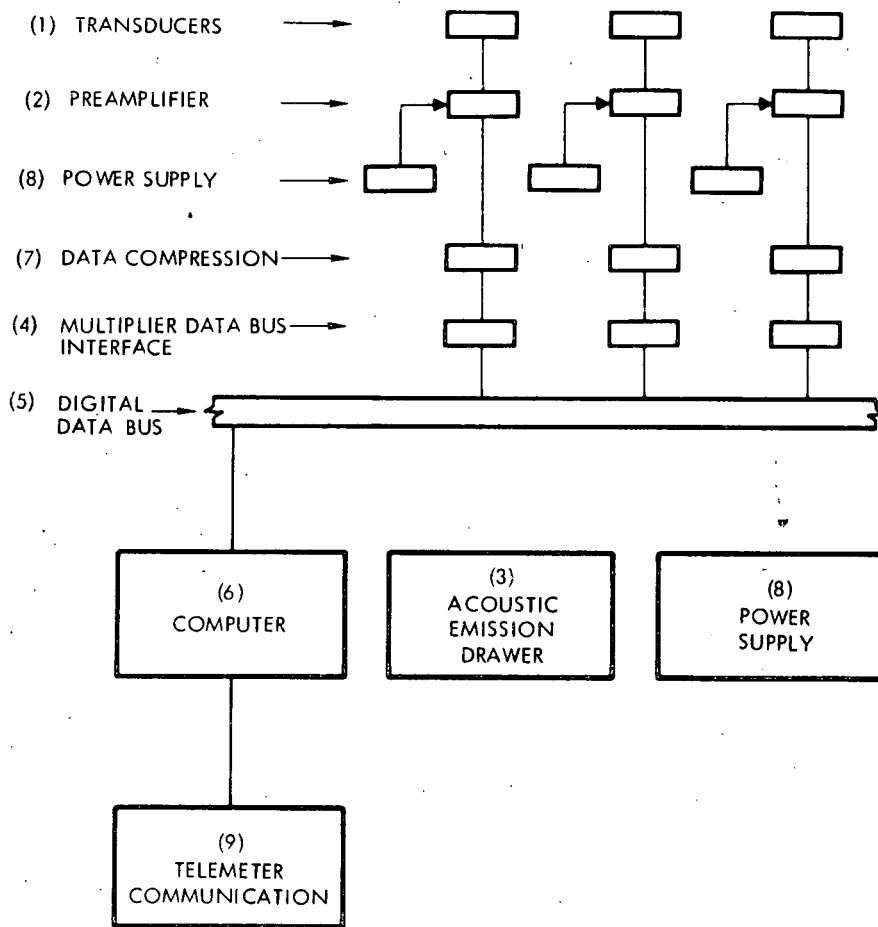 (1) TRANSDUCERS
(2) PREAMPLIFIER
(8) POWER SUPPLY
(7) DATA COMPRESSION
(4) MULTIPLIER DATA BUS
INTERFACE
(5) DIGITAL
DATA BUS
(6)
COMPUTER
(3)
ACOUSTIC
EMISSION
DRAWER
(8)
POWER
SUPPLY
(9)
TELEMETER
COMMUNICATION